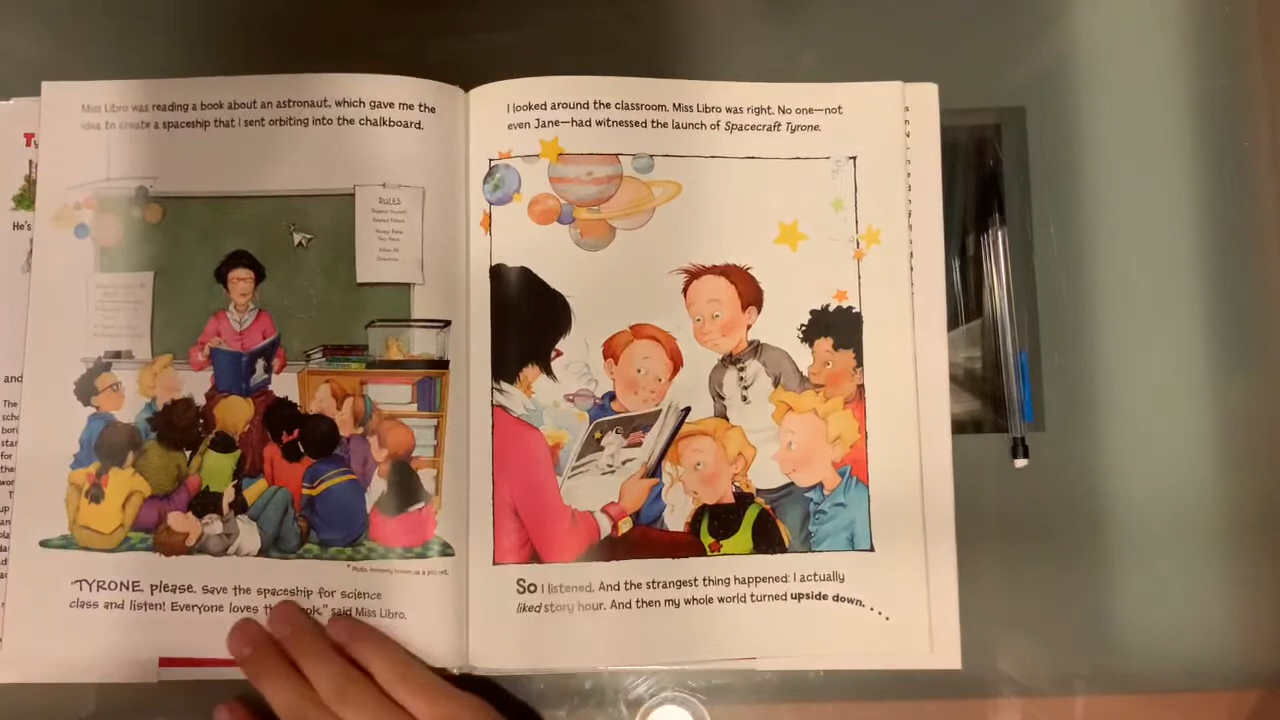 Miss Libro was reading a book about an astronaut, which gave me the
idea to create a spaceship that I sent orbiting into the chalkboard.
RULES
"TYRONE, please. Save the spaceship for science
class and listen! Everyone loves said Miss Libro.
I looked around the classroom. Miss Libro was right. No one—not
even Jane—had witnessed the launch of Spacecraft Tyrone.
So I listened. And the strangest thing happened: I actually
liked story hour. And then my whole world turned upside down. . . .
He's
and
The